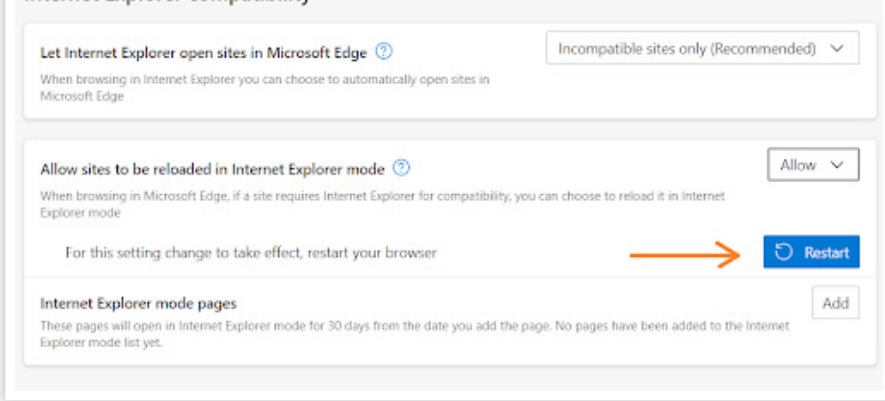 Internet Explorer compatibility
Let Internet Explorer open sites in Microsoft Edge
Incompatible sites only (Recommended)
When browsing in Internet Explorer you can choose to automatically open sites in
Microsoft Edge
Allow sites to be reloaded in Internet Explorer mode
Allow
When browsing in Microsoft Edge, if a site requires Internet Explorer for compatibility, you can choose to reload it in Internet
Explorer mode
For this setting change to take effect, restart your browser
Restart
Internet Explorer mode pages
Add
These pages will open in Internet Explorer mode for 30 days from the date you add the page. No pages have been added to the Internet
Explorer mode list yet.